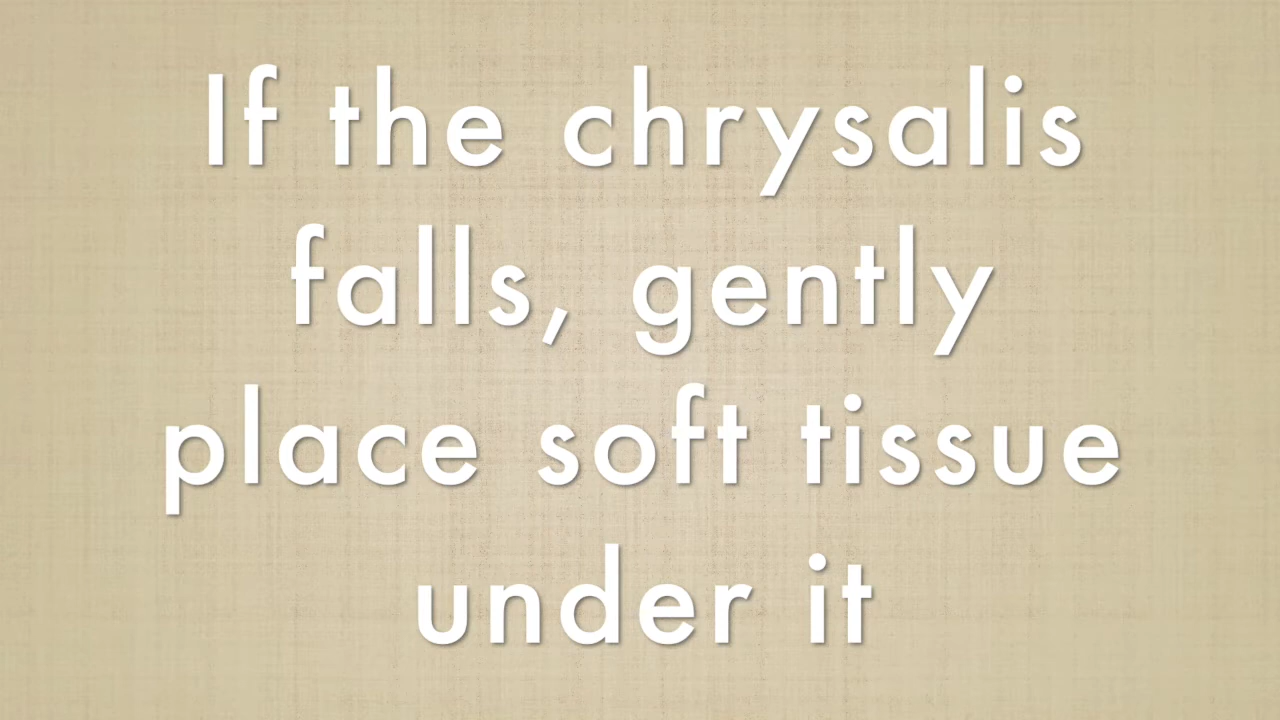 If the chrysalis
falls, gently
place soft tissue
under it